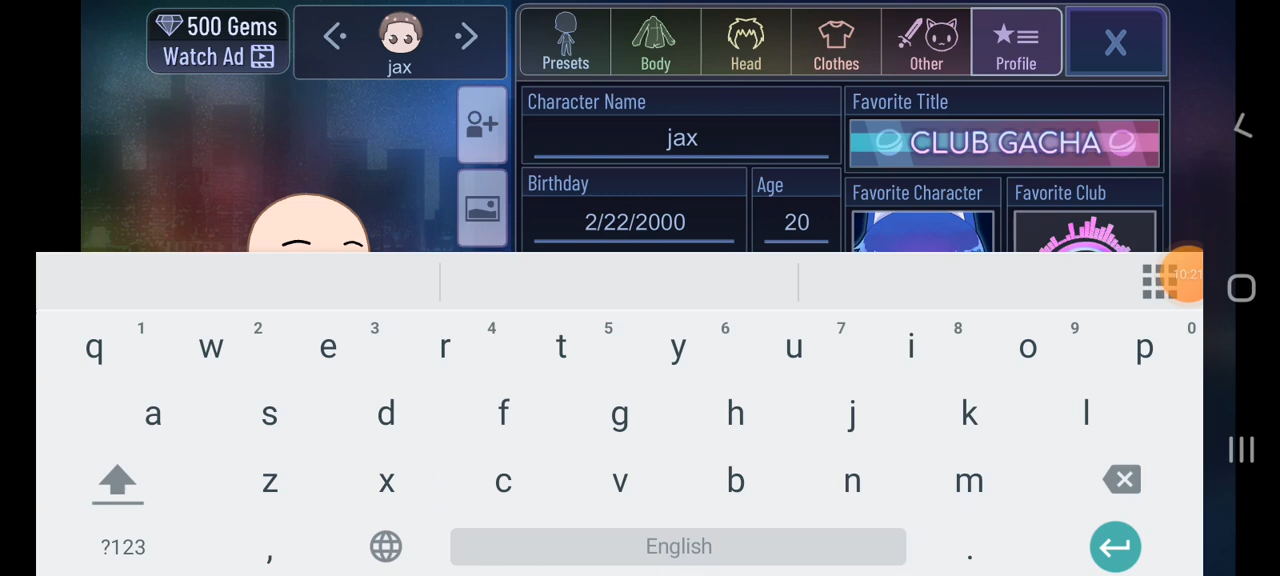 500 Gems
Watch Ad
jax
Presets
Body
Head
Clothes
Other
Profile
X
Character Name
jax
Favorite Title
CLUB GACHA
Birthday
2/22/2000
Age
20
Favorite Character
Favorite Club
10:21
1 2 3 4 5 6 7 8 9 0
q w e r t y u i o p
a s d f g h j k l
z x c v b n m
?123 , English .